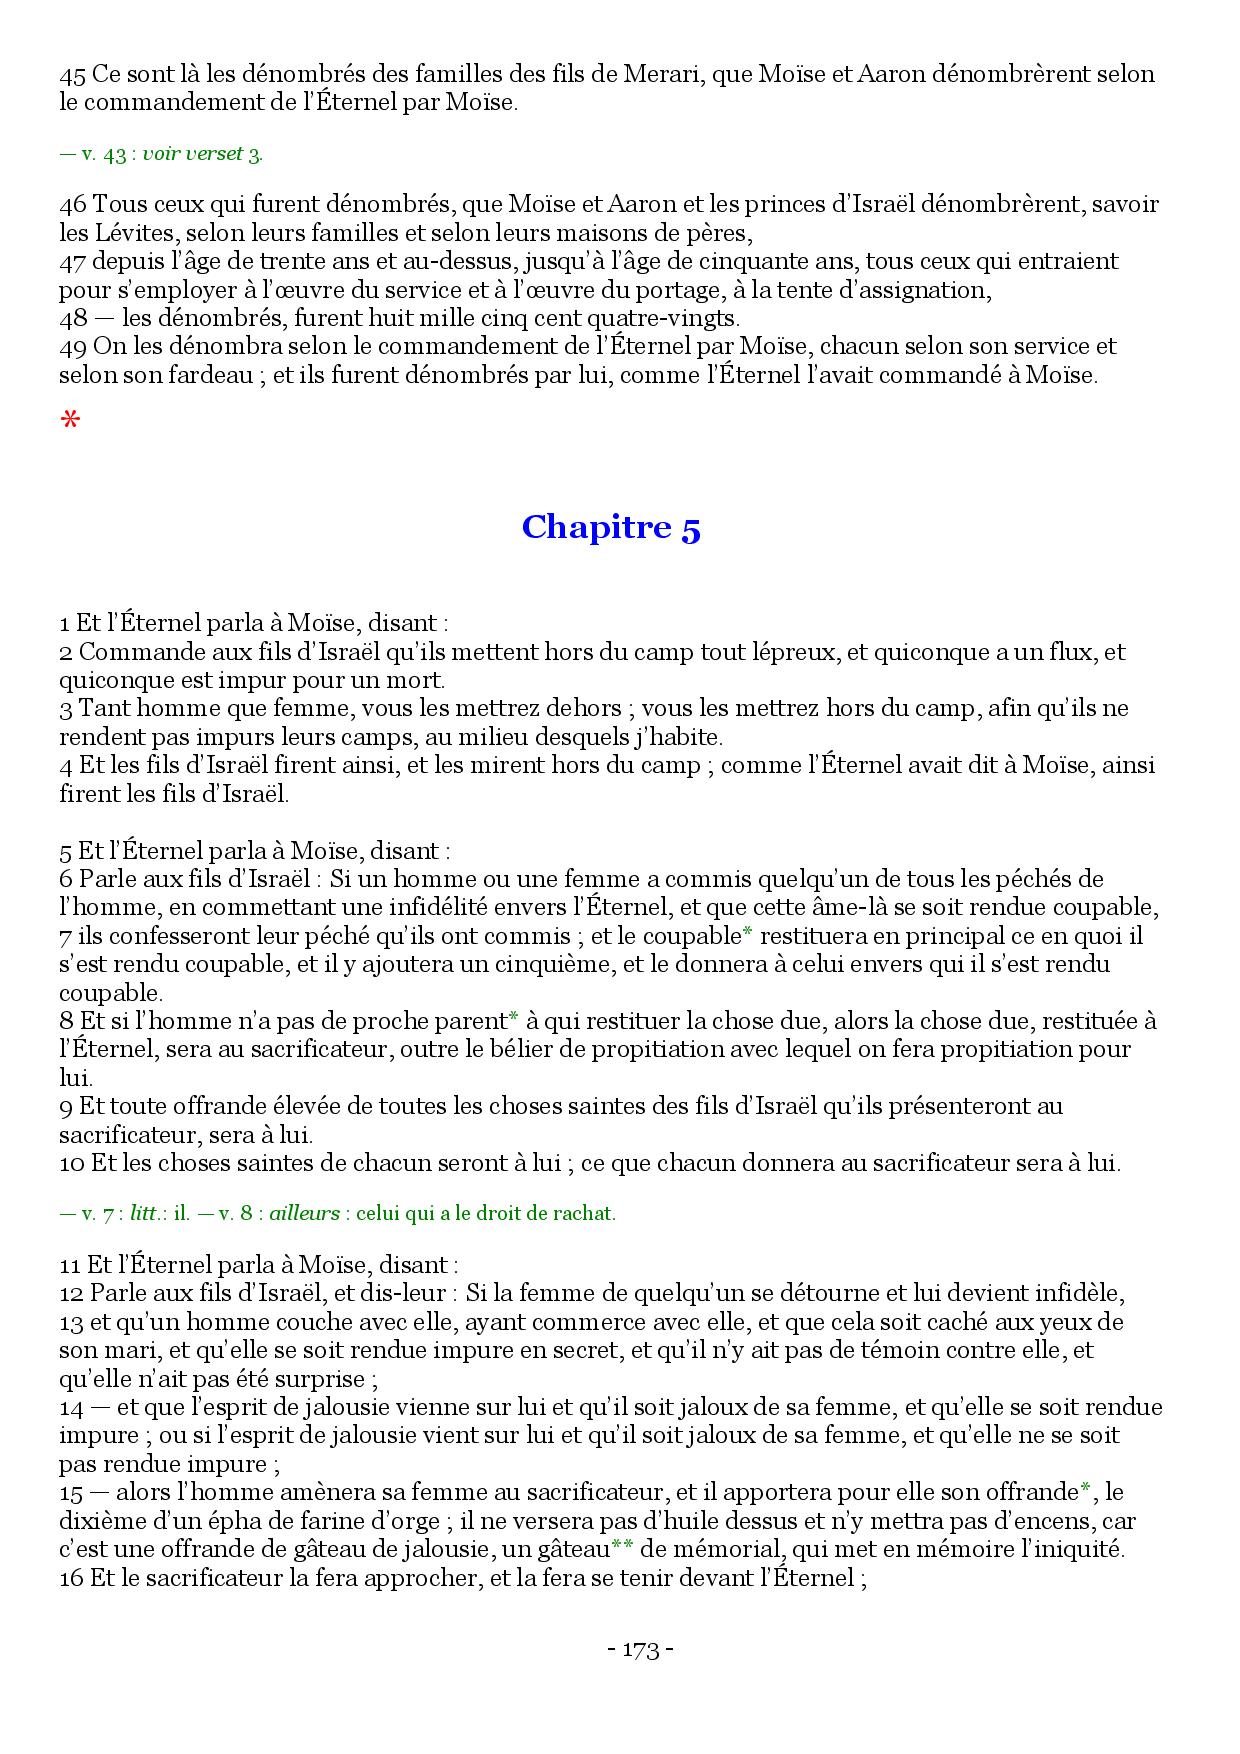 45 Ce sont là les dénombrés des familles des fils de Merari, que Moïse et Aaron dénombrèrent selon
le commandement de l’Éternel par Moïse.
— v. 43 : voir verset 3.
46 Tous ceux qui furent dénombrés, que Moïse et Aaron et les princes d’Israël dénombrèrent, savoir
les Lévites, selon leurs familles et selon leurs maisons de pères,
47 depuis l’âge de trente ans et au-dessus, jusqu’à l’âge de cinquante ans, tous ceux qui entraient
pour s’employer à l’œuvre du service et à l’œuvre du portage, à la tente d’assignation,
48 — les dénombrés, furent huit mille cinq cent quatre-vingts.
49 On les dénombra selon le commandement de l’Éternel par Moïse, chacun selon son service et
selon son fardeau ; et ils furent dénombrés par lui, comme l’Éternel l’avait commandé à Moïse.
*
Chapitre 5
1 Et l’Éternel parla à Moïse, disant :
2 Commande aux fils d’Israël qu’ils mettent hors du camp tout lépreux, et quiconque a un flux, et
quiconque est impur pour un mort.
3 Tant homme que femme, vous les mettrez dehors ; vous les mettrez hors du camp, afin qu’ils ne
rendent pas impurs leurs camps, au milieu desquels j’habite.
4 Et les fils d’Israël firent ainsi, et les mirent hors du camp ; comme l’Éternel avait dit à Moïse, ainsi
firent les fils d’Israël.
5 Et l’Éternel parla à Moïse, disant :
6 Parle aux fils d’Israël : Si un homme ou une femme a commis quelqu’un de tous les péchés de
l’homme, en commettant une infidélité envers l’Éternel, et que cette âme-là se soit rendue coupable,
7 ils confesseront leur péché qu’ils ont commis ; et le coupable* restituera en principal ce en quoi il
s’est rendu coupable, et il y ajoutera un cinquième, et le donnera à celui envers qui il s’est rendu
coupable.
8 Et si l’homme n’a pas de proche parent* à qui restituer la chose due, alors la chose due, restituée à
l’Éternel, sera au sacrificateur, outre le bélier de propitiation avec lequel on fera propitiation pour
lui.
9 Et toute offrande élevée de toutes les choses saintes des fils d’Israël qu’ils présenteront au
sacrificateur, sera à lui.
10 Et les choses saintes de chacun seront à lui ; ce que chacun donnera au sacrificateur sera à lui.
— v. 7 : litt.: il. — v. 8 : ailleurs : celui qui a le droit de rachat.
11 Et l’Éternel parla à Moïse, disant :
12 Parle aux fils d’Israël, et dis-leur : Si la femme de quelqu’un se détourne et lui devient infidèle,
13 et qu’un homme couche avec elle, ayant commerce avec elle, et que cela soit caché aux yeux de
son mari, et qu’elle se soit rendue impure en secret, et qu’il n’y ait pas de témoin contre elle, et
qu’elle n’ait pas été surprise ;
14 — et que l’esprit de jalousie vienne sur lui et qu’il soit jaloux de sa femme, et qu’elle se soit rendue
impure ; ou si l’esprit de jalousie vient sur lui et qu’il soit jaloux de sa femme, et qu’elle ne se soit
pas rendue impure ;
15 — alors l’homme amènera sa femme au sacrificateur, et il apportera pour elle son offrande*, le
dixième d’un épha de farine d’orge ; il ne versera pas d’huile dessus et n’y mettra pas d’encens, car
c’est une offrande de gâteau de jalousie, un gâteau** de mémorial, qui met en mémoire l’iniquité.
16 Et le sacrificateur la fera approcher, et la fera se tenir devant l’Éternel ;
- 173 -